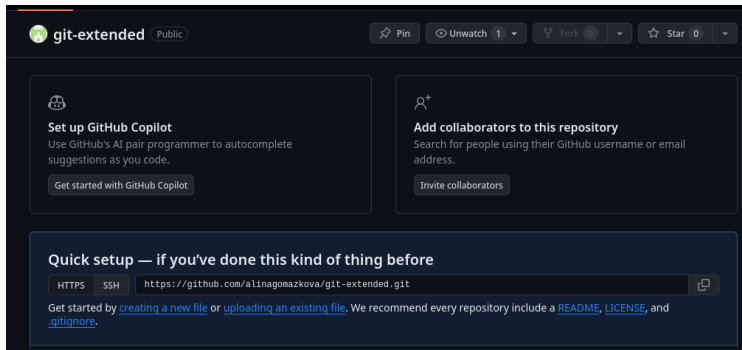 git-extended Public Pin Unwatch 1 Fork 0 Star 0
Set up GitHub Copilot
Use GitHub's AI pair programmer to autocomplete
suggestions as you code.
Get started with GitHub Copilot
Add collaborators to this repository
Search for people using their GitHub username or email
address.
Invite collaborators
Quick setup — if you've done this kind of thing before
HTTPS SSH https://github.com/alinagomazkova/git-extended.git
Get started by creating a new file or uploading an existing file. We recommend every repository include a README, LICENSE, and
.gitignore.